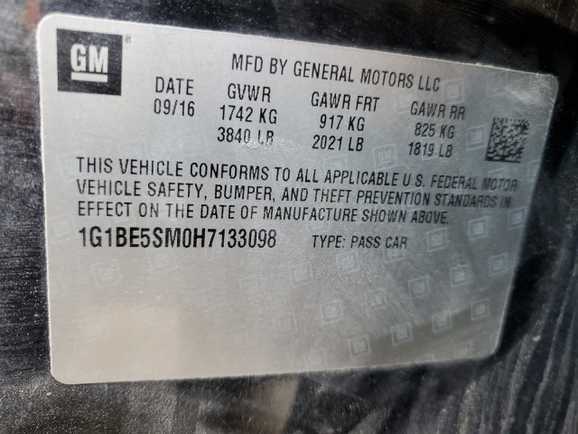 GM
MFD BY GENERAL MOTORS LLC
DATE GVWR GAWR FRT GAWR RR
09/16 1742 KG 917 KG 825 KG
3840 LB 2021 LB 1819 LB
THIS VEHICLE CONFORMS TO ALL APPLICABLE U.S. FEDERAL MOTOR
VEHICLE SAFETY, BUMPER, AND THEFT PREVENTION STANDARDS IN
EFFECT ON THE DATE OF MANUFACTURE SHOWN ABOVE.
1G1BE5SM0H7133098 TYPE: PASS CAR